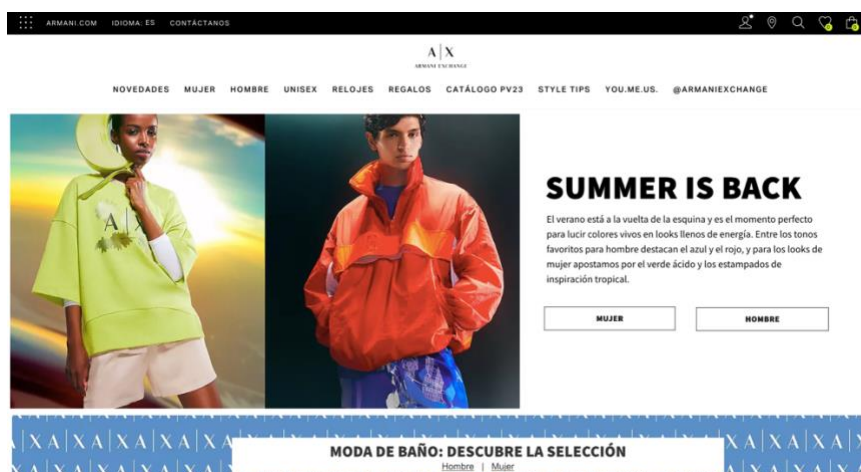 ARMANI.COM IDIOMA: ES CONTÁCTANOS
A|X
ARMANI EXCHANGE
NOVEDADES MUJER HOMBRE UNISEX RELOJES REGALOS CATÁLOGO PV23 STYLE TIPS YOU.ME.US. @ARMANIEXCHANGE
A|X
SUMMER IS BACK
El verano está a la vuelta de la esquina y es el momento perfecto
para lucir colores vivos en looks llenos de energía. Entre los tonos
favoritos para hombre destacan el azul y el rojo, y para los looks de
mujer apostamos por el verde ácido y los estampados de
inspiración tropical.
MUJER HOMBRE
MODA DE BAÑO: DESCUBRE LA SELECCIÓN
Hombre | Mujer